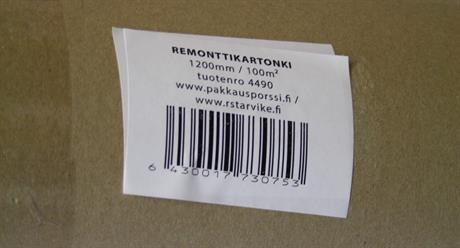 REMONTTIKARTONKI
1200mm / 100m²
tuotenro 4490
www.pakkausporssi.fi /
www.rstarvike.fi
6 430017 730753